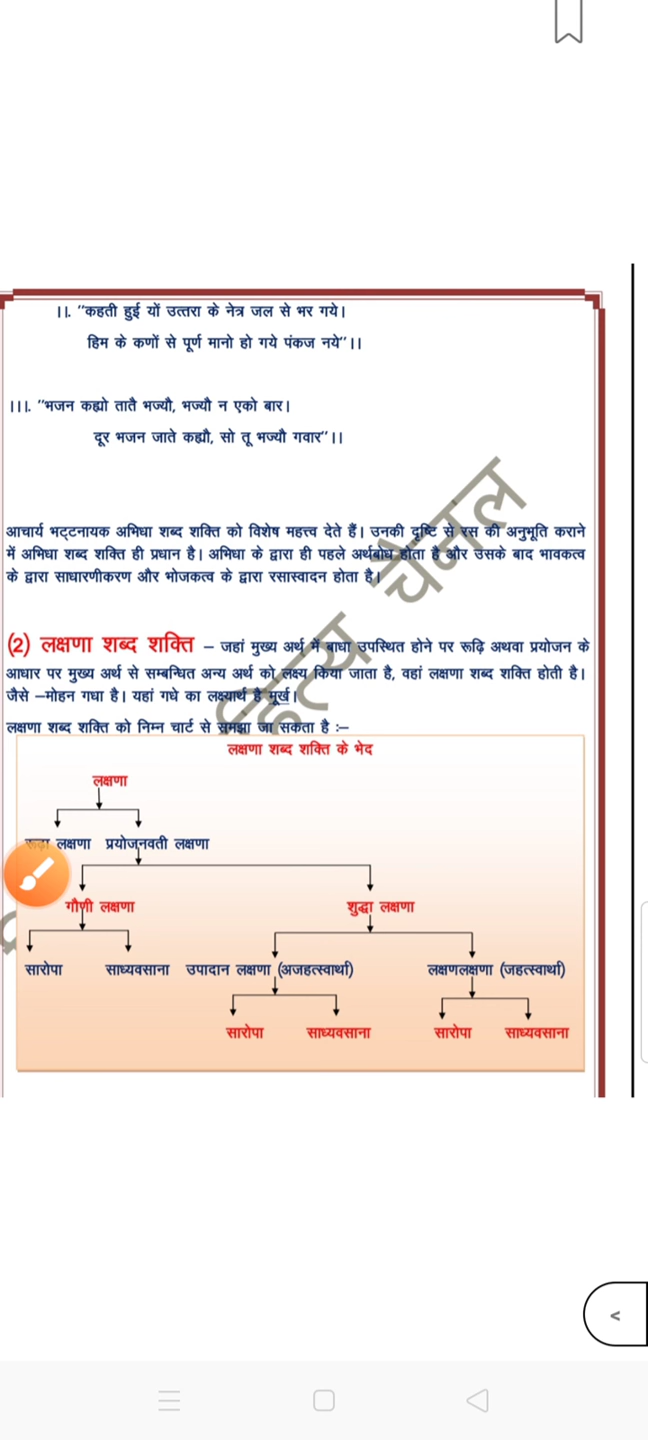 ।।. ‘‘कहती हुई यों उत्तरा के नेत्र जल से भर गये।
हिम के कणों से पूर्ण मानो हो गये पंकज नये’’।।
।।।. ‘‘भजन कह्यो तातै भज्यौ, भज्यौ न एको बार।
दूर भजन जाते कह्यौ, सो तू भज्यौ गवार’’।।
आचार्य भट्टनायक अभिधा शब्द शक्ति को विशेष महत्त्व देते हैं। उनकी दृष्टि से रस की अनुभूति कराने
में अभिधा शब्द शक्ति ही प्रधान है। अभिधा के द्वारा ही पहले अर्थबोध होता है और उसके बाद भावकत्व
के द्वारा साधारणीकरण और भोजकत्व के द्वारा रसास्वादन होता है।
(2) लक्षणा शब्द शक्ति – जहां मुख्य अर्थ में बाधा उपस्थित होने पर रूढ़ि अथवा प्रयोजन के
आधार पर मुख्य अर्थ से सम्बन्धित अन्य अर्थ को लक्ष्य किया जाता है, वहां लक्षणा शब्द शक्ति होती है।
जैसे –मोहन गधा है। यहां गधे का लक्ष्यार्थ है मूर्ख।
लक्षणा शब्द शक्ति को निम्न चार्ट से समझा जा सकता है :–
लक्षणा शब्द शक्ति के भेद
लक्षणा
लक्षणा प्रयोजनवती लक्षणा
गौणी लक्षणा शुद्धा लक्षणा
सारोपा साध्यवसाना उपादान लक्षणा (अजहत्स्वार्था) लक्षणलक्षणा (जहत्स्वार्था)
सारोपा साध्यवसाना सारोपा साध्यवसाना
चैनल